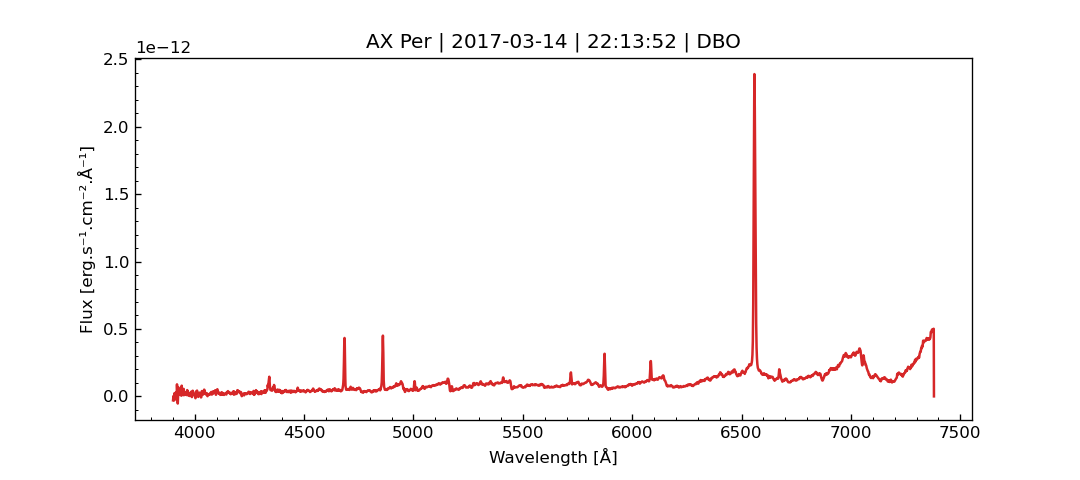 AX Per | 2017-03-14 | 22:13:52 | DBO
1e−12
2.5
2.0
1.5
1.0
0.5
0.0
Flux [erg.s⁻¹.cm⁻².Å⁻¹]
4000 4500 5000 5500 6000 6500 7000 7500
Wavelength [Å]